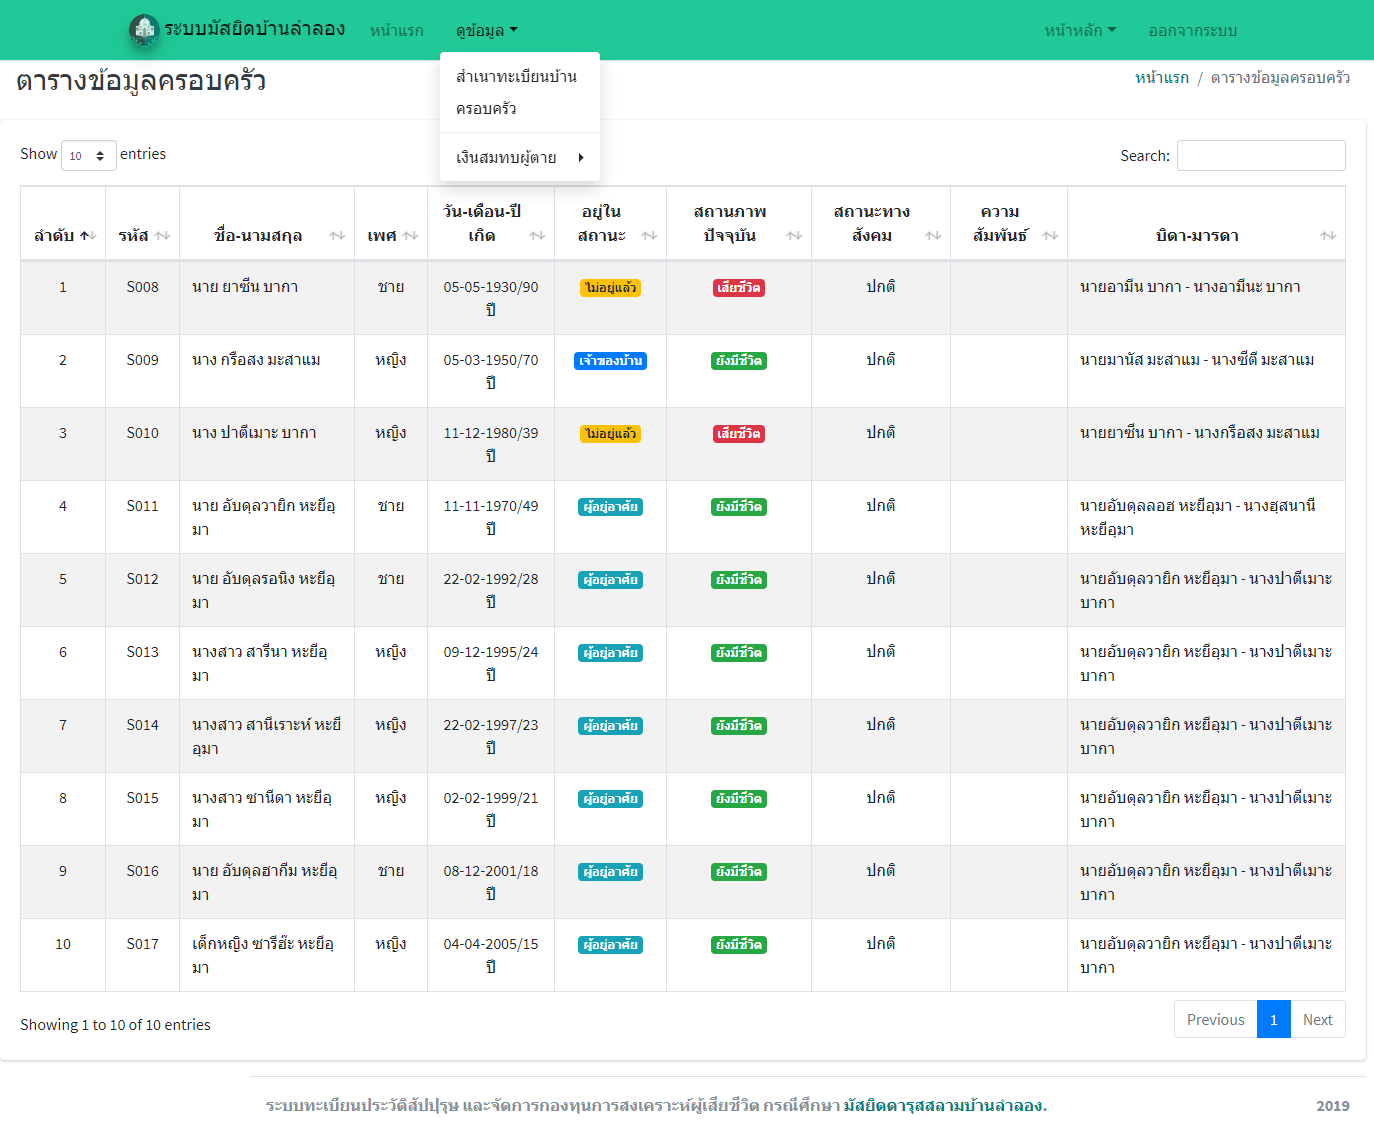 ระบบมัสยิดบ้านลำลอง หน้าแรก ดูข้อมูล หน้าหลัก ออกจากระบบ
สำเนาทะเบียนบ้าน
ครอบครัว
เงินสมทบผู้ตาย
ตารางข้อมูลครอบครัว หน้าแรก / ตารางข้อมูลครอบครัว
Show 10 entries Search:
ลำดับ รหัส ชื่อ-นามสกุล เพศ วัน-เดือน-ปี เกิด อยู่ใน สถานะ สถานภาพ ปัจจุบัน สถานะทาง สังคม ความ สัมพันธ์ บิดา-มารดา
1 S008 นาย ยาซีน บากา ชาย 05-05-1930/90 ไม่อยู่แล้ว เสียชีวิต ปกติ นายอามีน บากา - นางอามีนะ บากา
ปี
2 S009 นาง กรือสง มะสาแม หญิง 05-03-1950/70 เจ้าของบ้าน ยังมีชีวิต ปกติ นายมานัส มะสาแม - นางซีตี มะสาแม
ปี
3 S010 นาง ปาตีเมาะ บากา หญิง 11-12-1980/39 ไม่อยู่แล้ว เสียชีวิต ปกติ นายยาซีน บากา - นางกรือสง มะสาแม
ปี
4 S011 นาย อับดุลวายิก หะยีอุ ชาย 11-11-1970/49 ผู้อยู่อาศัย ยังมีชีวิต ปกติ นายอับดุลลอฮ หะยีอุมา - นางฮุสนานี
มา ปี หะยีอุมา
5 S012 นาย อับดุลรอนิง หะยีอุ ชาย 22-02-1992/28 ผู้อยู่อาศัย ยังมีชีวิต ปกติ นายอับดุลวายิก หะยีอุมา - นางปาตีเมาะ
มา ปี บากา
6 S013 นางสาว สารีนา หะยีอุ หญิง 09-12-1995/24 ผู้อยู่อาศัย ยังมีชีวิต ปกติ นายอับดุลวายิก หะยีอุมา - นางปาตีเมาะ
มา ปี บากา
7 S014 นางสาว สานีเราะห์ หะยี หญิง 22-02-1997/23 ผู้อยู่อาศัย ยังมีชีวิต ปกติ นายอับดุลวายิก หะยีอุมา - นางปาตีเมาะ
อุมา ปี บากา
8 S015 นางสาว ซานีดา หะยีอุ หญิง 02-02-1999/21 ผู้อยู่อาศัย ยังมีชีวิต ปกติ นายอับดุลวายิก หะยีอุมา - นางปาตีเมาะ
มา ปี บากา
9 S016 นาย อับดุลฮากีม หะยีอุ ชาย 08-12-2001/18 ผู้อยู่อาศัย ยังมีชีวิต ปกติ นายอับดุลวายิก หะยีอุมา - นางปาตีเมาะ
มา ปี บากา
10 S017 เด็กหญิง ซารีฮ๊ะ หะยีอุ หญิง 04-04-2005/15 ผู้อยู่อาศัย ยังมีชีวิต ปกติ นายอับดุลวายิก หะยีอุมา - นางปาตีเมาะ
มา ปี บากา
Showing 1 to 10 of 10 entries Previous 1 Next
ระบบทะเบียนประวัติสัปปุรุษ และจัดการกองทุนการสงเคราะห์ผู้เสียชีวิต กรณีศึกษา มัสยิดดารุสสลามบ้านลำลอง. 2019